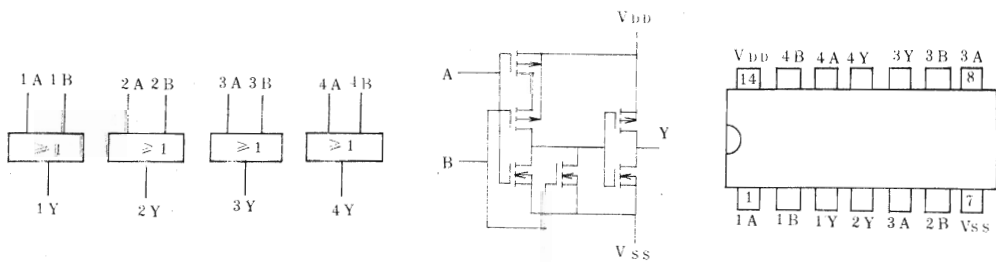 1A 1B 2A 2B 3A 3B 4A 4B
≥1 ≥1 ≥1 ≥1
1Y 2Y 3Y 4Y
VDD
A
Y
B
VSS
VDD 4B 4A 4Y 3Y 3B 3A
14 8
1 7
1A 1B 1Y 2Y 3A 2B VSS